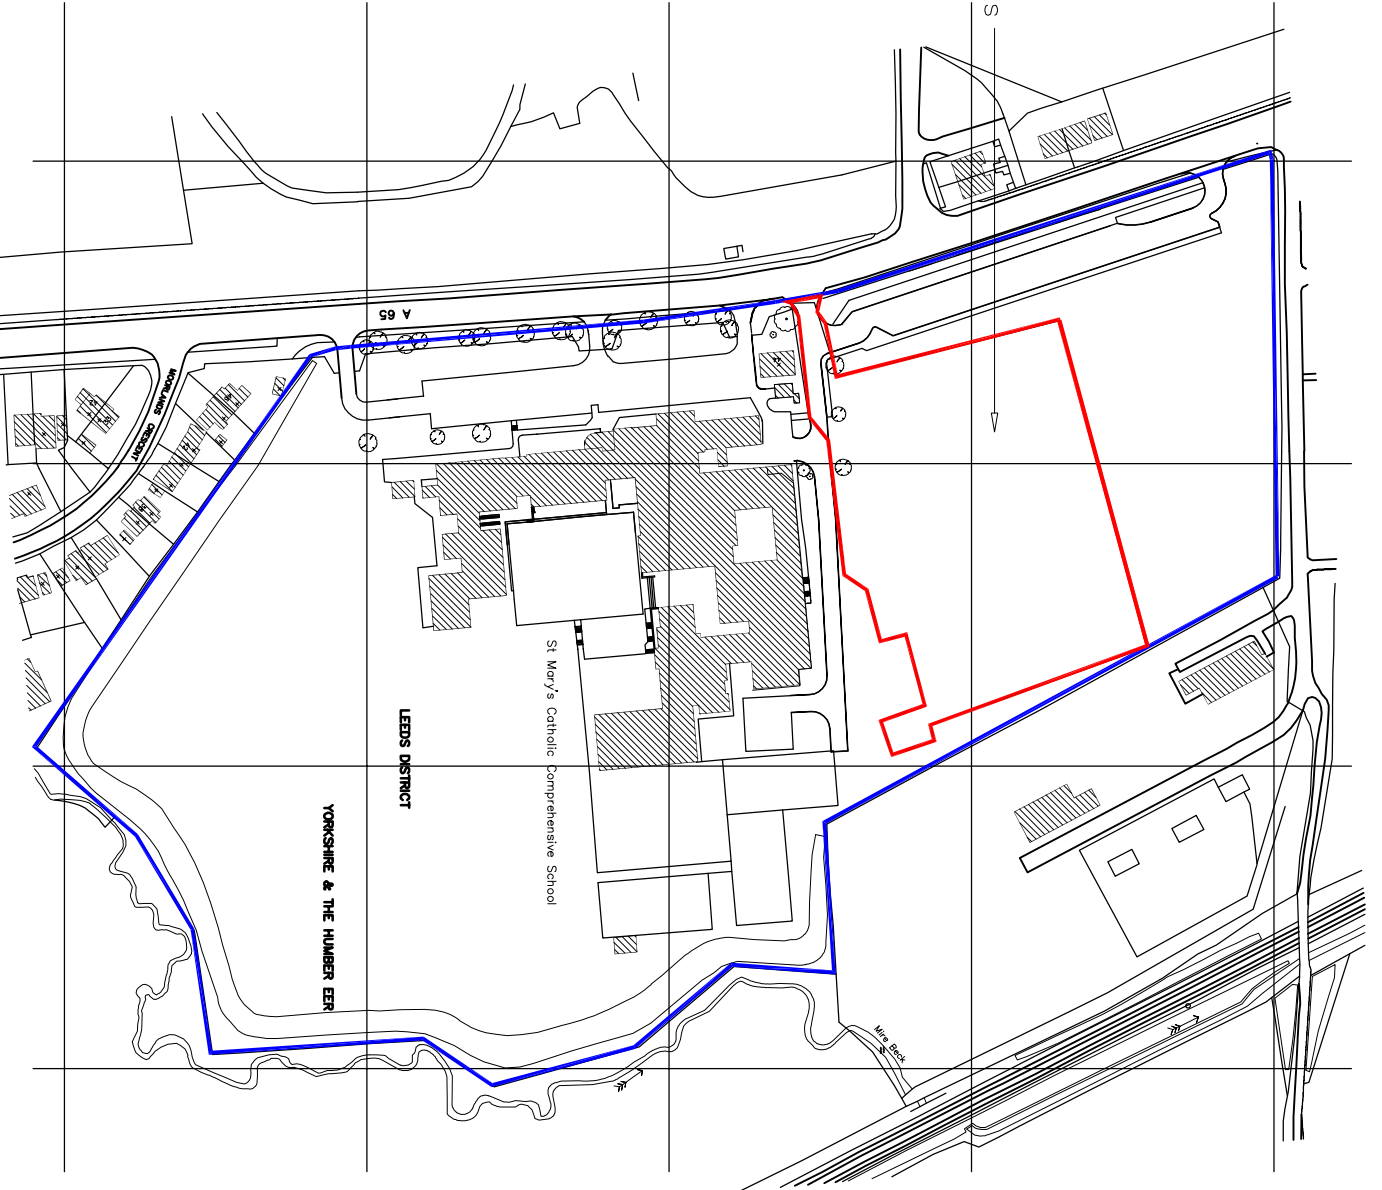 S
A 65
MOORLANDS CRESCENT
St Mary's Catholic Comprehensive School
LEEDS DISTRICT
YORKSHIRE & THE HUMBER EER
Mire Beck